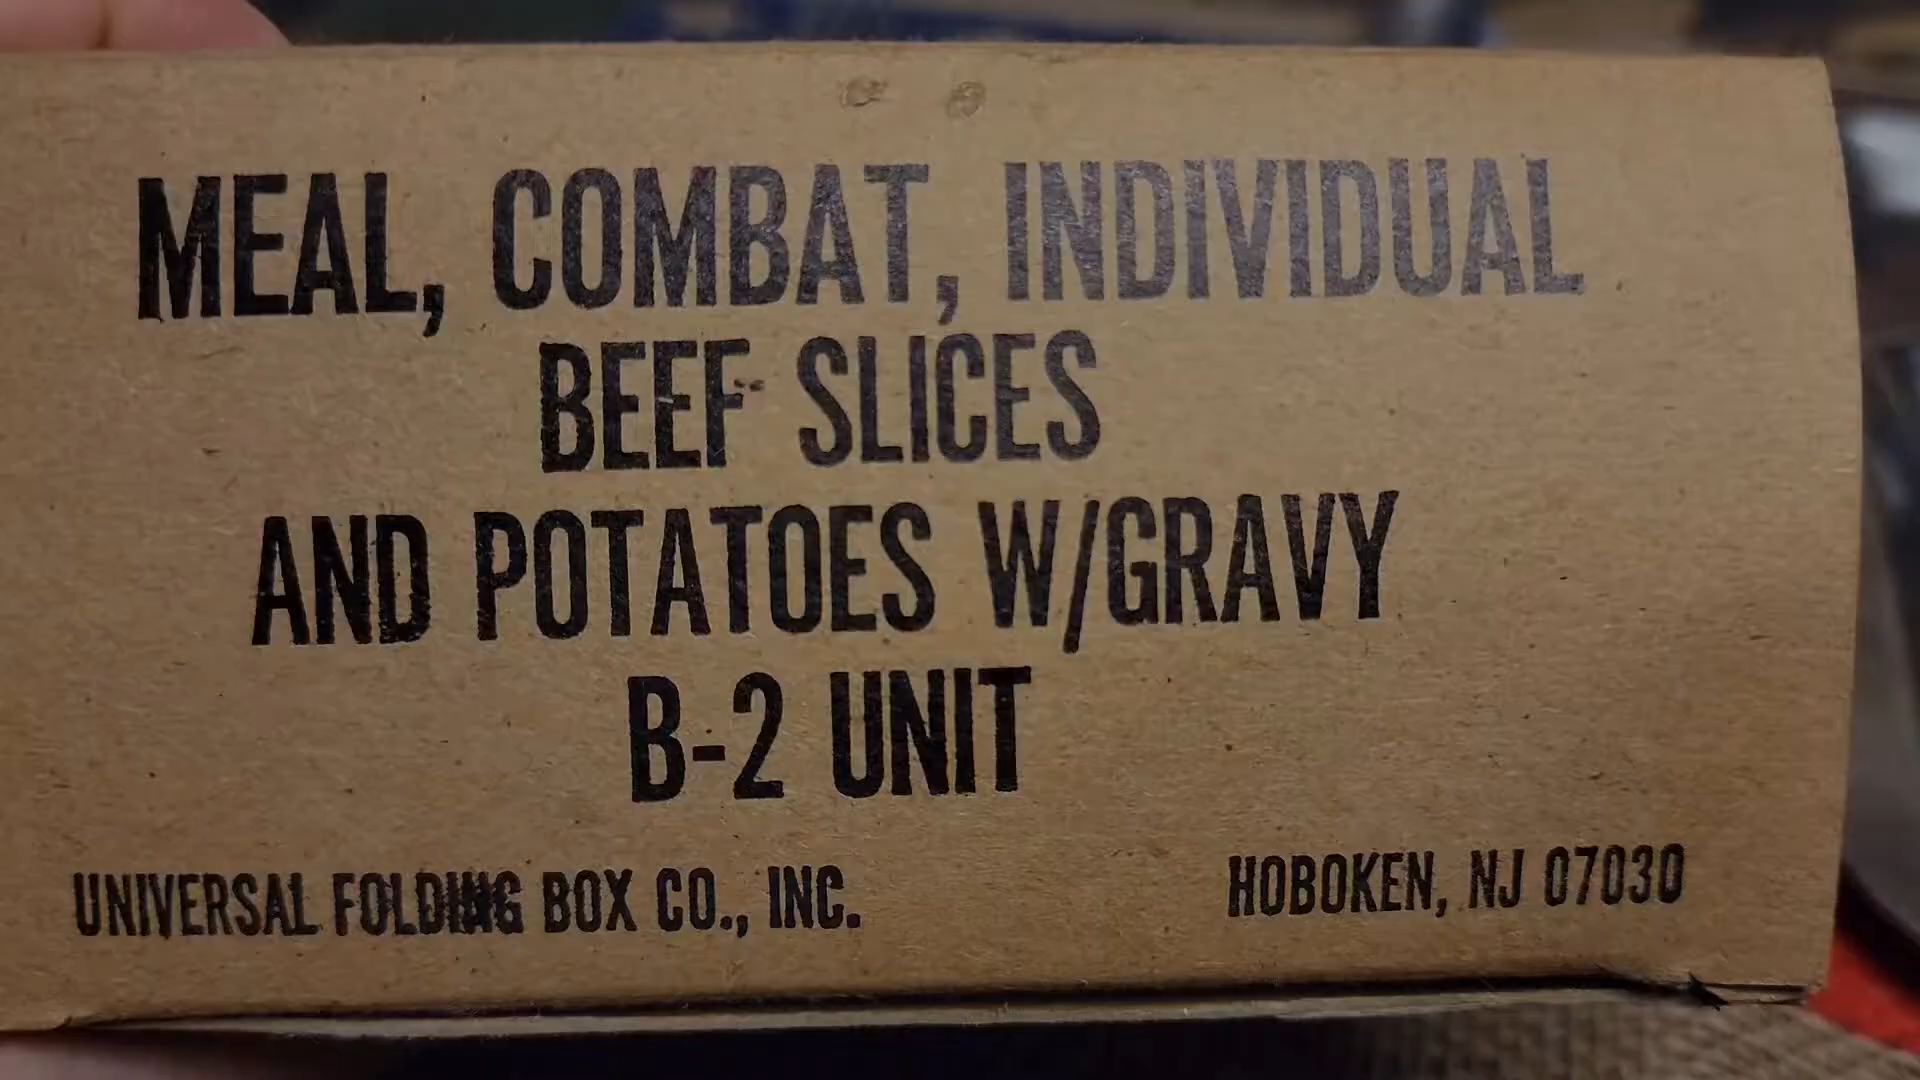 MEAL, COMBAT, INDIVIDUAL
BEEF SLICES
AND POTATOES W/GRAVY
B-2 UNIT
UNIVERSAL FOLDING BOX CO., INC. HOBOKEN, NJ 07030